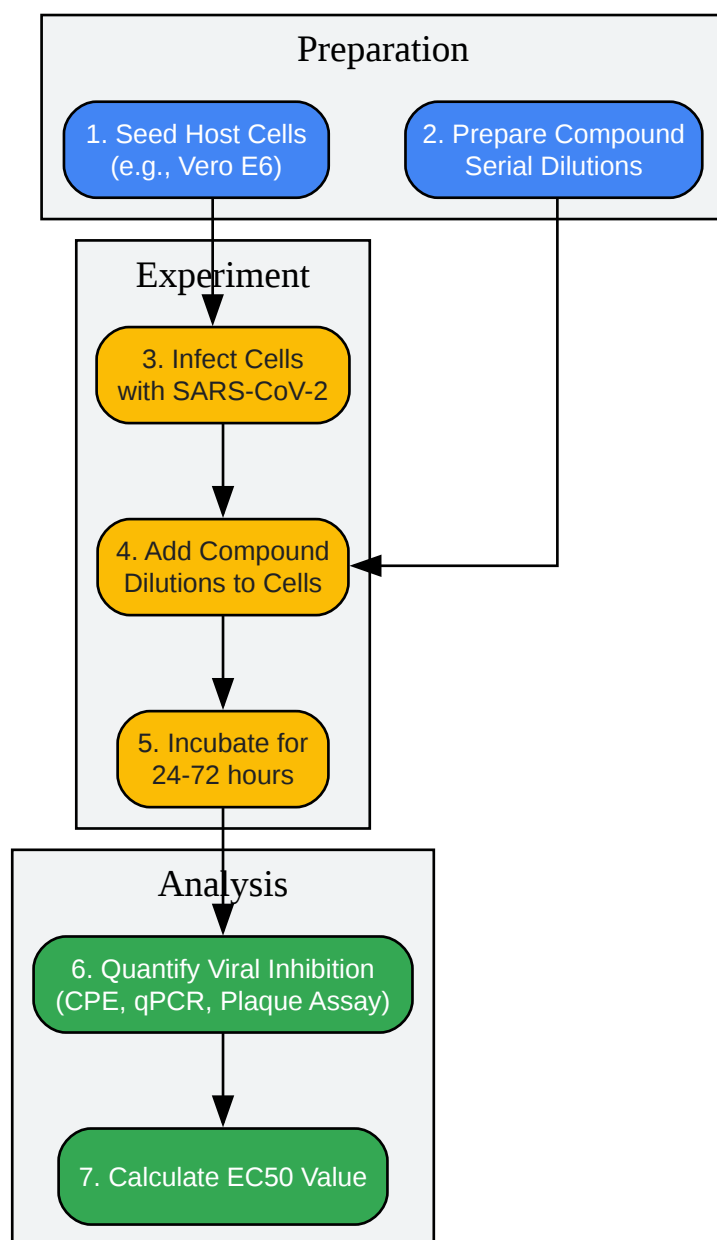 Preparation
1. Seed Host Cells
(e.g., Vero E6)
2. Prepare Compound
Serial Dilutions
Experiment
3. Infect Cells
with SARS-CoV-2
4. Add Compound
Dilutions to Cells
5. Incubate for
24-72 hours
Analysis
6. Quantify Viral Inhibition
(CPE, qPCR, Plaque Assay)
7. Calculate EC50 Value